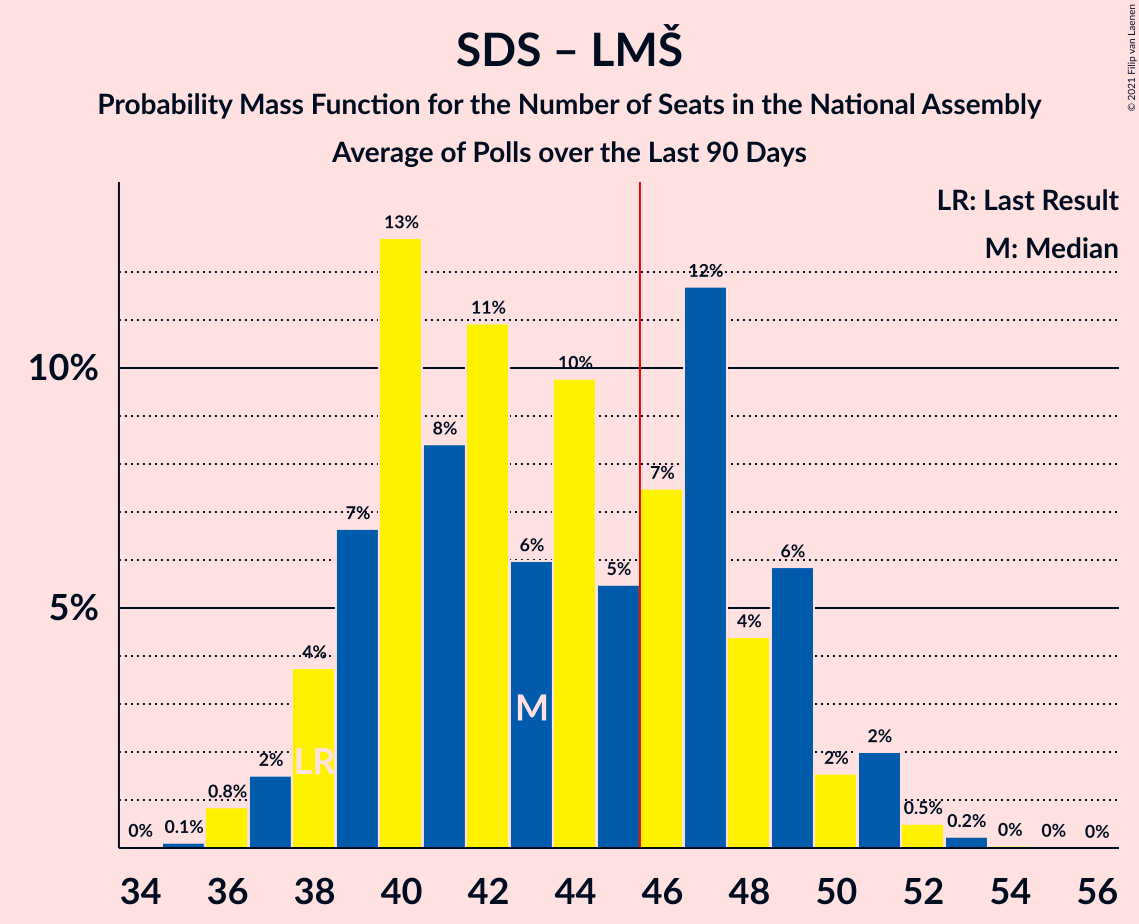 SDS – LMŠ
Probability Mass Function for the Number of Seats in the National Assembly
Average of Polls over the Last 90 Days
© 2021 Filip van Laenen
LR: Last Result
M: Median
10%
5%
0%
0.1%
0.8%
2%
4%
7%
13%
8%
11%
6%
10%
5%
7%
12%
4%
6%
2%
2%
0.5%
0.2%
0%
0%
0%
LR
M
34 36 38 40 42 44 46 48 50 52 54 56